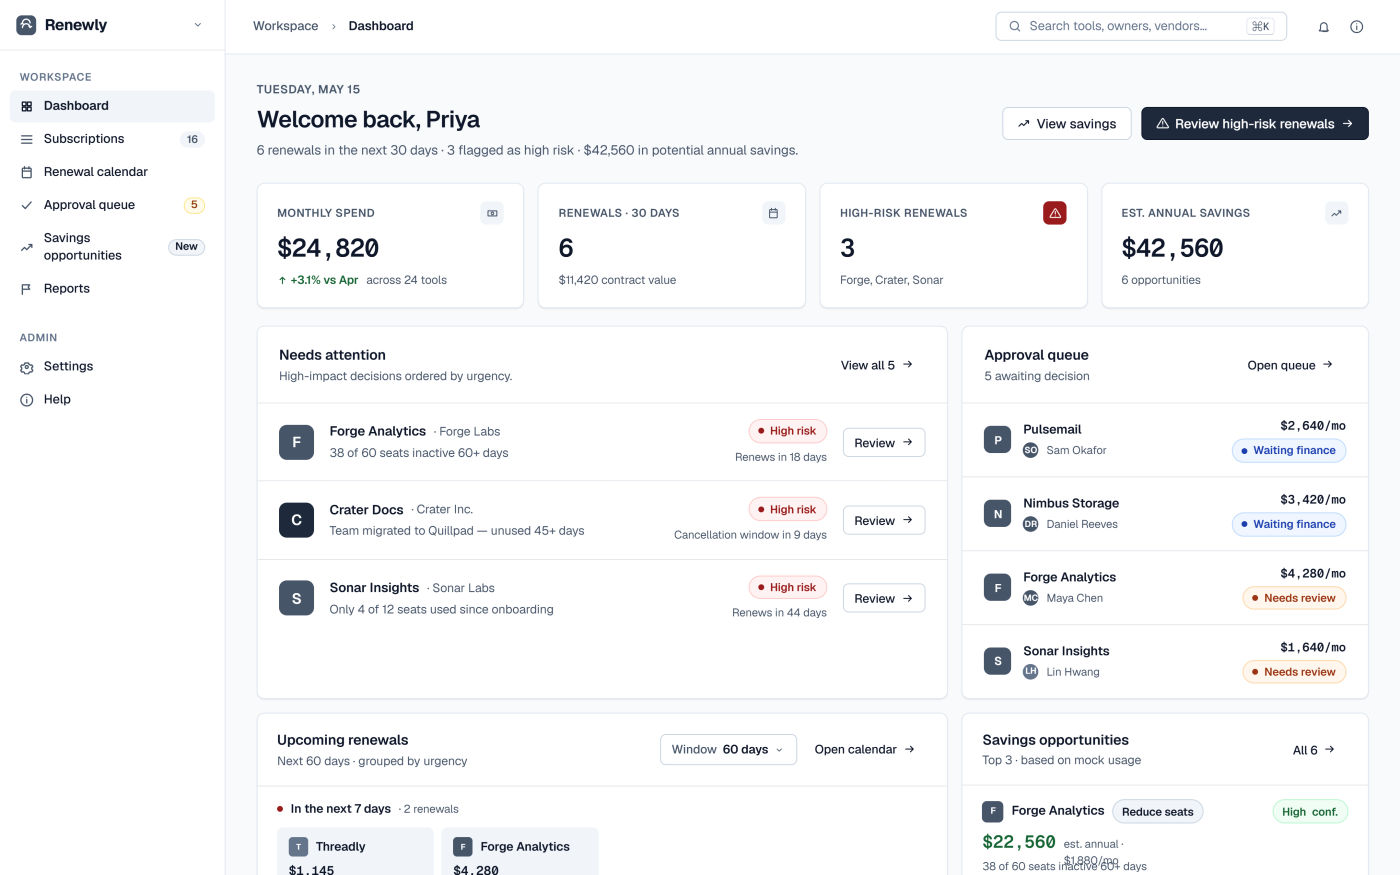 Renewly
WORKSPACE
Dashboard
Subscriptions 16
Renewal calendar
Approval queue 5
Savings
opportunities New
Reports
ADMIN
Settings
Help
Workspace › Dashboard
Search tools, owners, vendors... ⌘K
TUESDAY, MAY 15
Welcome back, Priya
6 renewals in the next 30 days · 3 flagged as high risk · $42,560 in potential annual savings.
View savings
Review high-risk renewals →
MONTHLY SPEND
$24,820
↑ +3.1% vs Apr across 24 tools
RENEWALS · 30 DAYS
6
$11,420 contract value
HIGH-RISK RENEWALS
3
Forge, Crater, Sonar
EST. ANNUAL SAVINGS
$42,560
6 opportunities
Needs attention
High-impact decisions ordered by urgency.
View all 5 →
F
Forge Analytics · Forge Labs
38 of 60 seats inactive 60+ days
High risk
Renews in 18 days
Review →
C
Crater Docs · Crater Inc.
Team migrated to Quillpad — unused 45+ days
High risk
Cancellation window in 9 days
Review →
S
Sonar Insights · Sonar Labs
Only 4 of 12 seats used since onboarding
High risk
Renews in 44 days
Review →
Approval queue
5 awaiting decision
Open queue →
P
Pulsemail
SO Sam Okafor
$2,640/mo
Waiting finance
N
Nimbus Storage
DR Daniel Reeves
$3,420/mo
Waiting finance
F
Forge Analytics
MC Maya Chen
$4,280/mo
Needs review
S
Sonar Insights
LH Lin Hwang
$1,640/mo
Needs review
Upcoming renewals
Next 60 days · grouped by urgency
Window 60 days
Open calendar →
In the next 7 days · 2 renewals
T Threadly
$1,145
F Forge Analytics
$4,280
Savings opportunities
Top 3 · based on mock usage
All 6 →
F Forge Analytics Reduce seats High conf.
$22,560 est. annual ·
$1,880/mo
38 of 60 seats inactive 60+ days